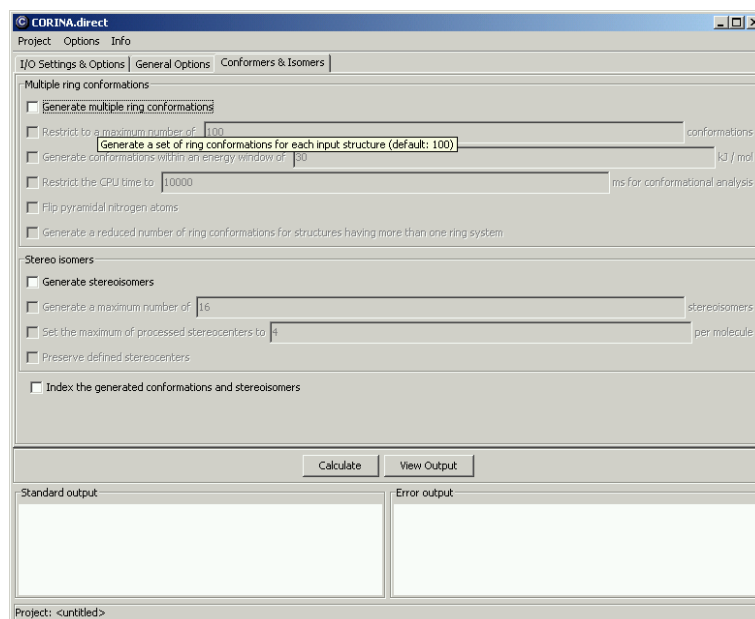 CORINA.direct
Project Options Info
I/O Settings & Options General Options Conformers & Isomers
Multiple ring conformations
Generate multiple ring conformations
Restrict to a maximum number of 100 conformations
Generate a set of ring conformations for each input structure (default: 100)
Generate conformations within an energy window of 30 kJ / mol
Restrict the CPU time to 10000 ms for conformational analysis
Flip pyramidal nitrogen atoms
Generate a reduced number of ring conformations for structures having more than one ring system
Stereo isomers
Generate stereoisomers
Generate a maximum number of 16 stereoisomers
Set the maximum of processed stereocenters to 4 per molecule
Preserve defined stereocenters
Index the generated conformations and stereoisomers
Calculate View Output
Standard output Error output
Project: <untitled>